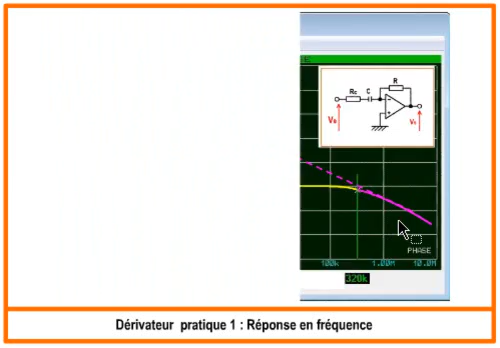 R
Rc
C
Ve
Vs
PHASE
100k
1.00M
10.0M
320k
Dérivateur pratique 1 : Réponse en fréquence